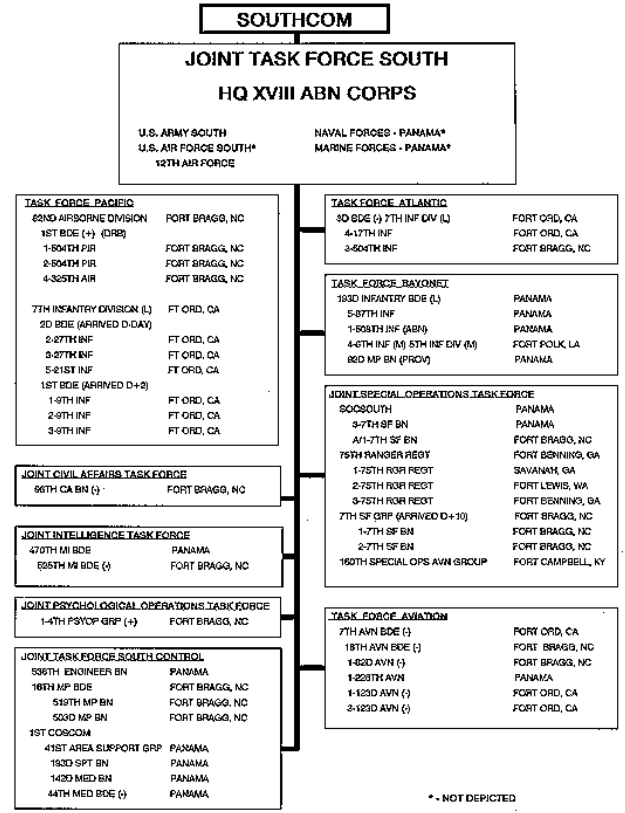 SOUTHCOM
JOINT TASK FORCE SOUTH
HQ XVIII ABN CORPS
U.S. ARMY SOUTH NAVAL FORCES - PANAMA*
U.S. AIR FORCE SOUTH* MARINE FORCES - PANAMA*
12TH AIR FORCE
TASK FORCE PACIFIC
82ND AIRBORNE DIVISION FORT BRAGG, NC
1ST BDE (+) (DRB)
1-504TH PIR FORT BRAGG, NC
2-504TH PIR FORT BRAGG, NC
4-325TH AIR FORT BRAGG, NC
7TH INFANTRY DIVISION (L) FT ORD, CA
2D BDE (ARRIVED D-DAY)
2-27TH INF FT ORD, CA
3-27TH INF FT ORD, CA
5-21ST INF FT ORD, CA
1ST BDE (ARRIVED D+2)
1-9TH INF FT ORD, CA
2-9TH INF FT ORD, CA
3-9TH INF FT ORD, CA
JOINT CIVIL AFFAIRS TASK FORCE
96TH CA BN (-) FORT BRAGG, NC
JOINT INTELLIGENCE TASK FORCE
470TH MI BDE PANAMA
525TH MI BDE (-) FORT BRAGG, NC
JOINT PSYCHOLOGICAL OPERATIONS TASK FORCE
1-4TH PSYOP GRP (+) FORT BRAGG, NC
JOINT TASK FORCE SOUTH CONTROL
536TH ENGINEER BN PANAMA
16TH MP BDE FORT BRAGG, NC
519TH MP BN FORT BRAGG, NC
503D MP BN FORT BRAGG, NC
1ST COSCOM
41ST AREA SUPPORT GRP PANAMA
193D SPT BN PANAMA
142D MED BN PANAMA
44TH MED BDE (-) PANAMA
TASK FORCE ATLANTIC
3D BDE (-) 7TH INF DIV (L) FORT ORD, CA
4-17TH INF FORT ORD, CA
3-504TH INF FORT BRAGG, NC
TASK FORCE BAYONET
193D INFANTRY BDE (L) PANAMA
5-87TH INF PANAMA
1-508TH INF (ABN) PANAMA
4-6TH INF (M) 5TH INF DIV (M) FORT POLK, LA
92D MP BN (PROV) PANAMA
JOINT SPECIAL OPERATIONS TASK FORCE
SOCSOUTH PANAMA
3-7TH SF BN PANAMA
A/1-7TH SF BN FORT BRAGG, NC
75TH RANGER REGT FORT BENNING, GA
1-75TH RGR REGT SAVANAH, GA
2-75TH RGR REGT FORT LEWIS, WA
3-75TH RGR REGT FORT BENNING, GA
7TH SF GRP (ARRIVED D+10) FORT BRAGG, NC
1-7TH SF BN FORT BRAGG, NC
2-7TH SF BN FORT BRAGG, NC
160TH SPECIAL OPS AVN GROUP FORT CAMPBELL, KY
TASK FORCE AVIATION
7TH AVN BDE (-) FORT ORD, CA
18TH AVN BDE (-) FORT BRAGG, NC
1-82D AVN (-) FORT BRAGG, NC
1-228TH AVN PANAMA
1-123D AVN (-) FORT ORD, CA
3-123D AVN (-) FORT ORD, CA
* - NOT DEPICTED